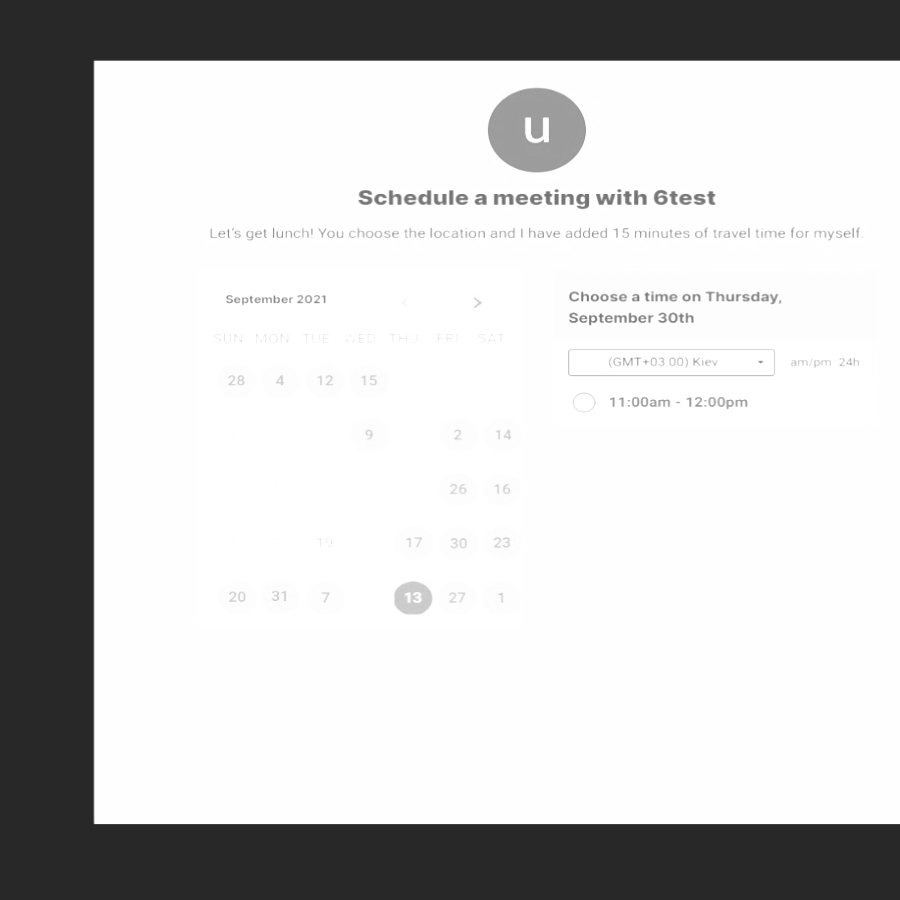 u
Schedule a meeting with 6test
Let's get lunch! You choose the location and I have added 15 minutes of travel time for myself.
September 2021
SUN MON TUE WED THU FRI SAT
28 4 12 15
9 2 14
26 16
19 17 30 23
20 31 7 13 27 1
Choose a time on Thursday,
September 30th
(GMT+03:00) Kiev am/pm 24h
11:00am - 12:00pm